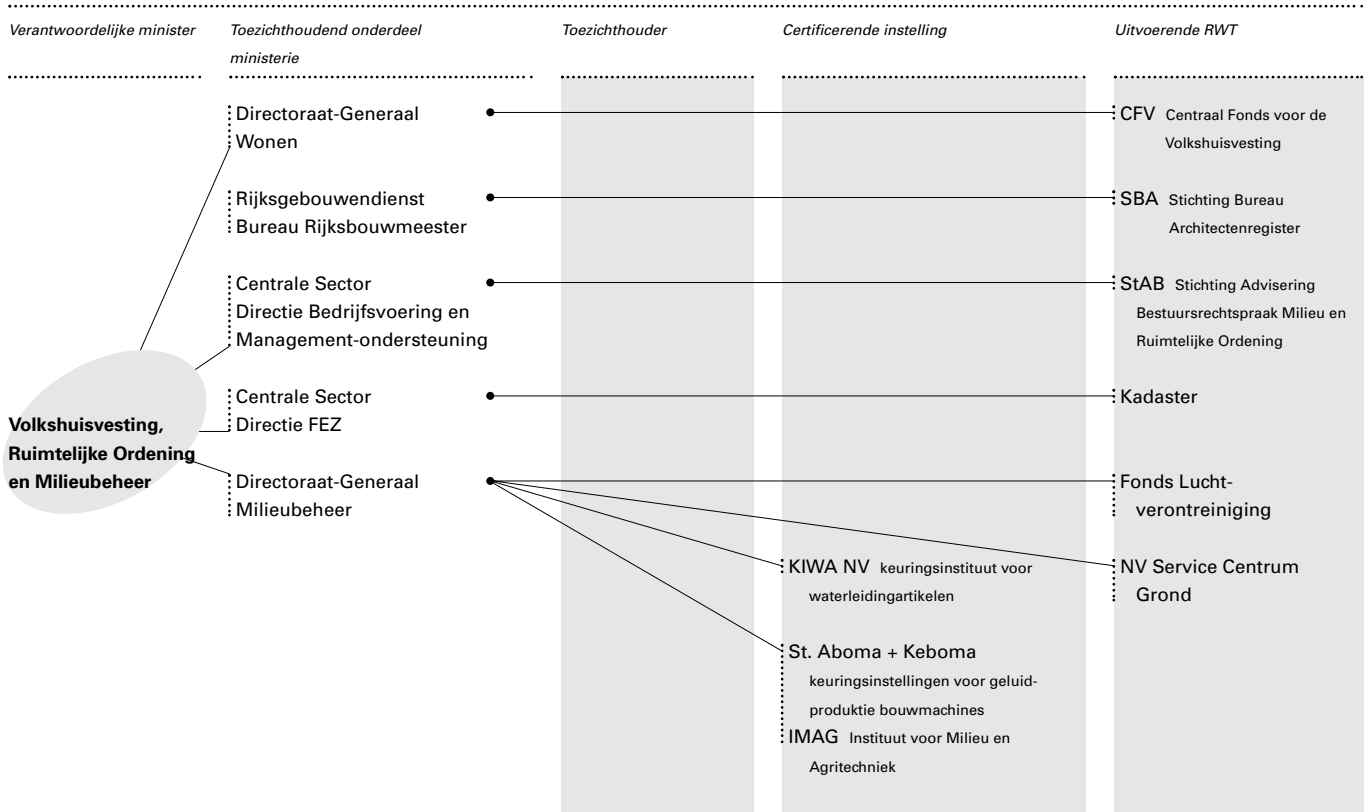 Verantwoordelijke minister
Toezichthoudend onderdeel
ministerie
Toezichthouder
Certificerende instelling
Uitvoerende RWT
Volkshuisvesting,
Ruimtelijke Ordening
en Milieubeheer
Directoraat-Generaal
Wonen
Rijksgebouwendienst
Bureau Rijksbouwmeester
Centrale Sector
Directie Bedrijfsvoering en
Management-ondersteuning
Centrale Sector
Directie FEZ
Directoraat-Generaal
Milieubeheer
KIWA NV keuringsinstituut voor
waterleidingartikelen
St. Aboma + Keboma
keuringsinstellingen voor geluid-
produktie bouwmachines
IMAG Instituut voor Milieu en
Agritechniek
CFV Centraal Fonds voor de
Volkshuisvesting
SBA Stichting Bureau
Architectenregister
StAB Stichting Advisering
Bestuursrechtspraak Milieu en
Ruimtelijke Ordening
Kadaster
Fonds Lucht-
verontreiniging
NV Service Centrum
Grond